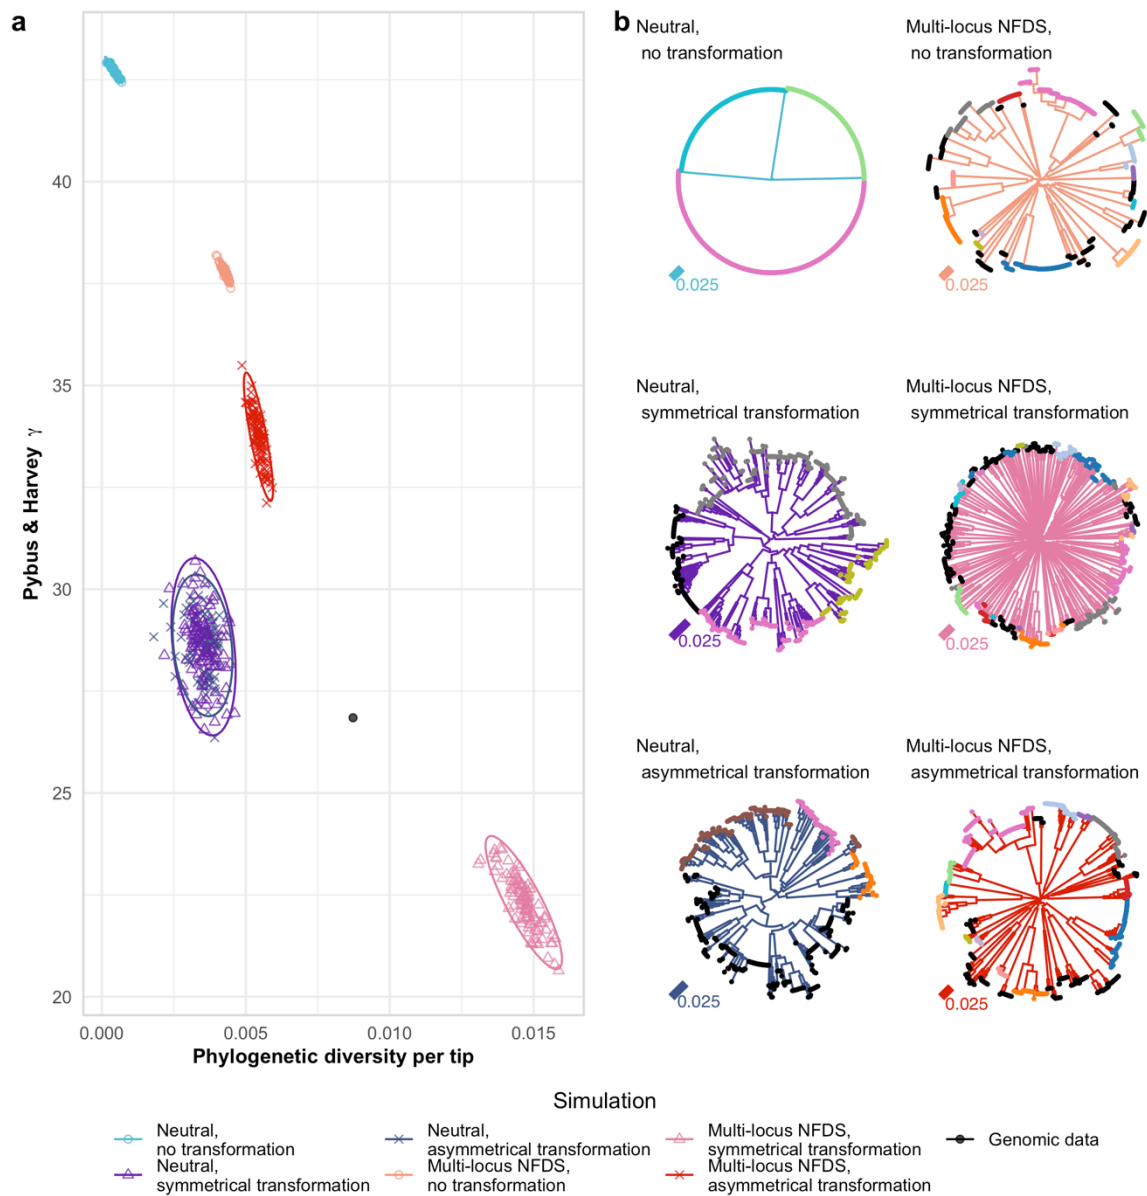 a
40
35
30
25
20
Pybus & Harvey γ
0.000
0.005
0.010
0.015
Phylogenetic diversity per tip
b
Neutral,
no transformation
0.025
Multi-locus NFDS,
no transformation
0.025
Neutral,
symmetrical transformation
0.025
Multi-locus NFDS,
symmetrical transformation
0.025
Neutral,
asymmetrical transformation
0.025
Multi-locus NFDS,
asymmetrical transformation
0.025
Simulation
Neutral,
no transformation
Neutral,
symmetrical transformation
Neutral,
asymmetrical transformation
Multi-locus NFDS,
no transformation
Multi-locus NFDS,
symmetrical transformation
Multi-locus NFDS,
asymmetrical transformation
Genomic data